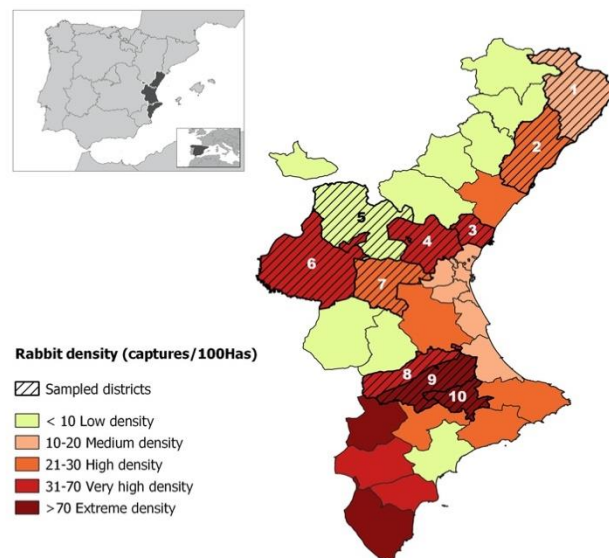 1
2
3
4
5
6
7
8
9
10
Rabbit density (captures/100Has)
Sampled districts
< 10 Low density
10-20 Medium density
21-30 High density
31-70 Very high density
>70 Extreme density